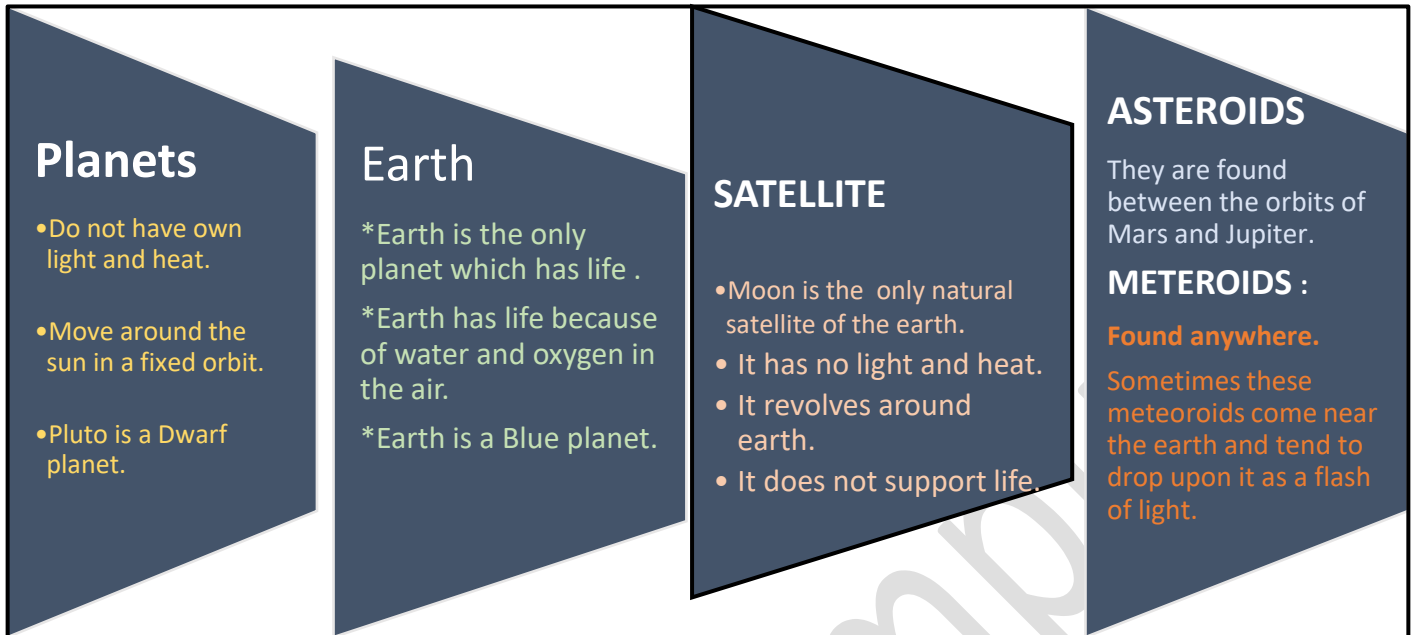 Planets
•Do not have own
light and heat.
•Move around the
sun in a fixed orbit.
•Pluto is a Dwarf
planet.
Earth
*Earth is the only
planet which has life .
*Earth has life because
of water and oxygen in
the air.
*Earth is a Blue planet.
SATELLITE
•Moon is the only natural
satellite of the earth.
• It has no light and heat.
• It revolves around
earth.
• It does not support life.
ASTEROIDS
They are found
between the orbits of
Mars and Jupiter.
METEROIDS :
Found anywhere.
Sometimes these
meteoroids come near
the earth and tend to
drop upon it as a flash
of light.